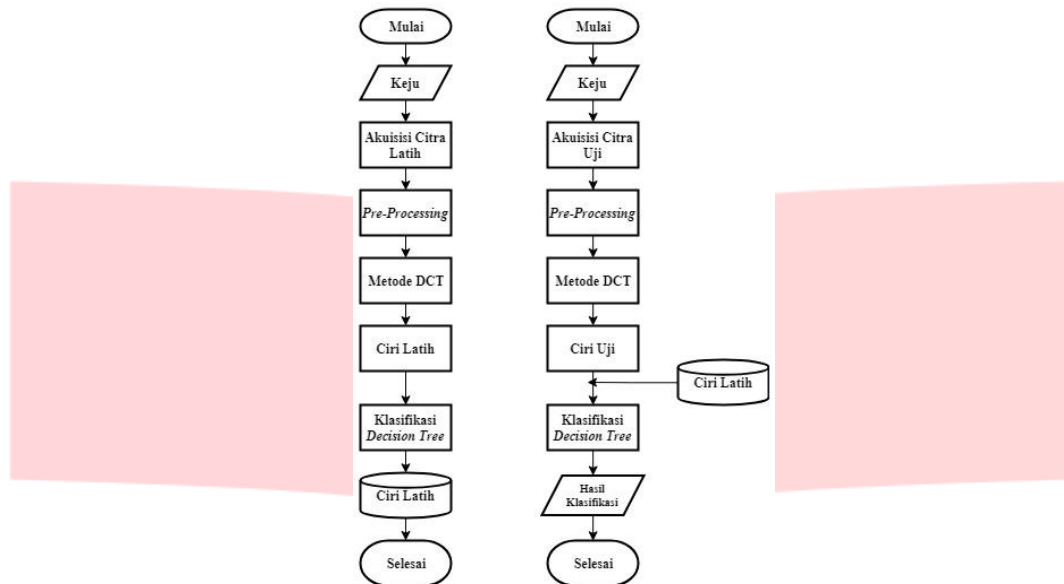 Mulai
Keju
Akuisisi Citra
Latih
Pre-Processing
Metode DCT
Ciri Latih
Klasifikasi
Decision Tree
Ciri Latih
Selesai
Mulai
Keju
Akuisisi Citra
Uji
Pre-Processing
Metode DCT
Ciri Uji
Ciri Latih
Klasifikasi
Decision Tree
Hasil
Klasifikasi
Selesai